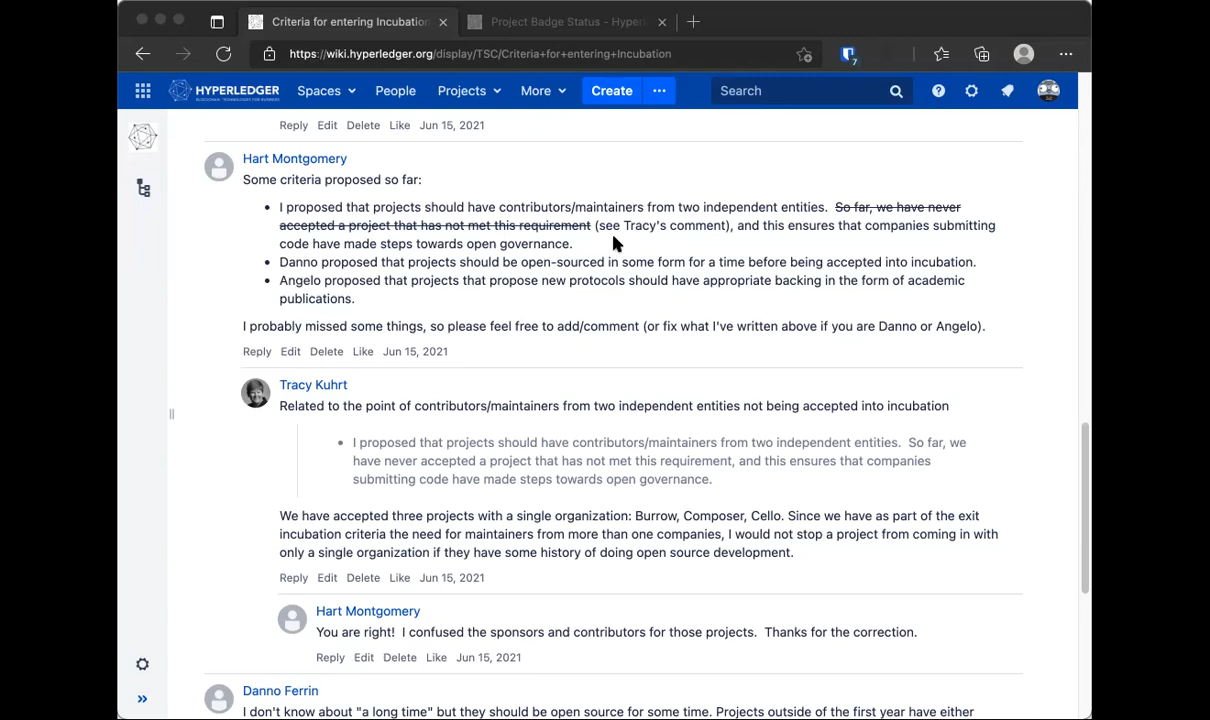 Criteria for entering Incubation
Project Badge Status - Hyperl
https://wiki.hyperledger.org/display/TSC/Criteria+for+entering+Incubation
7
HYPERLEDGER
BLOCKCHAIN TECHNOLOGIES FOR BUSINESS
Spaces People Projects More Create ··· Search
Reply Edit Delete Like Jun 15, 2021
Hart Montgomery
Some criteria proposed so far:
• I proposed that projects should have contributors/maintainers from two independent entities. So far, we have never
accepted a project that has not met this requirement (see Tracy's comment), and this ensures that companies submitting
code have made steps towards open governance.
• Danno proposed that projects should be open-sourced in some form for a time before being accepted into incubation.
• Angelo proposed that projects that propose new protocols should have appropriate backing in the form of academic
publications.
I probably missed some things, so please feel free to add/comment (or fix what I've written above if you are Danno or Angelo).
Reply Edit Delete Like Jun 15, 2021
Tracy Kuhrt
Related to the point of contributors/maintainers from two independent entities not being accepted into incubation
• I proposed that projects should have contributors/maintainers from two independent entities. So far, we
have never accepted a project that has not met this requirement, and this ensures that companies
submitting code have made steps towards open governance.
We have accepted three projects with a single organization: Burrow, Composer, Cello. Since we have as part of the exit
incubation criteria the need for maintainers from more than one companies, I would not stop a project from coming in with
only a single organization if they have some history of doing open source development.
Reply Edit Delete Like Jun 15, 2021
Hart Montgomery
You are right! I confused the sponsors and contributors for those projects. Thanks for the correction.
Reply Edit Delete Like Jun 15, 2021
Danno Ferrin
I don't know about "a long time" but they should be open source for some time. Projects outside of the first year have either